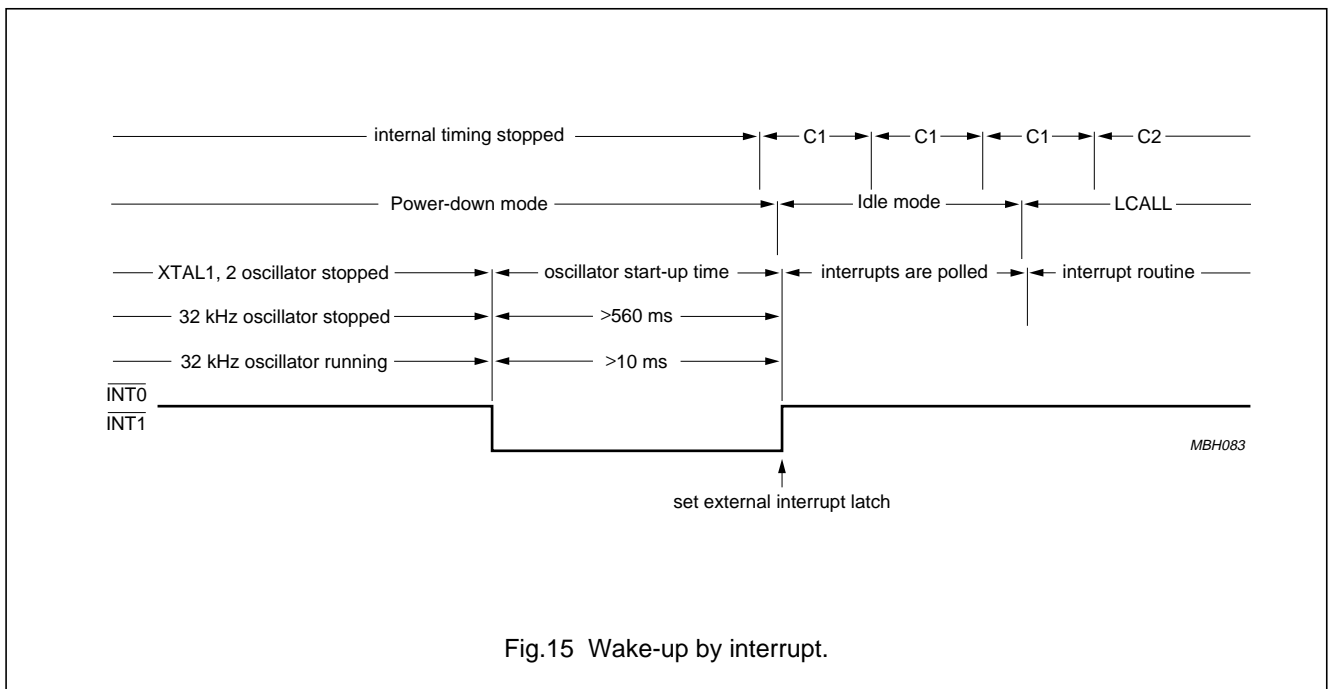 internal timing stopped C1 C1 C1 C2
Power-down mode Idle mode LCALL
XTAL1, 2 oscillator stopped oscillator start-up time interrupts are polled interrupt routine
32 kHz oscillator stopped >560 ms
32 kHz oscillator running >10 ms
INT0
INT1
MBH083
set external interrupt latch
Fig.15 Wake-up by interrupt.